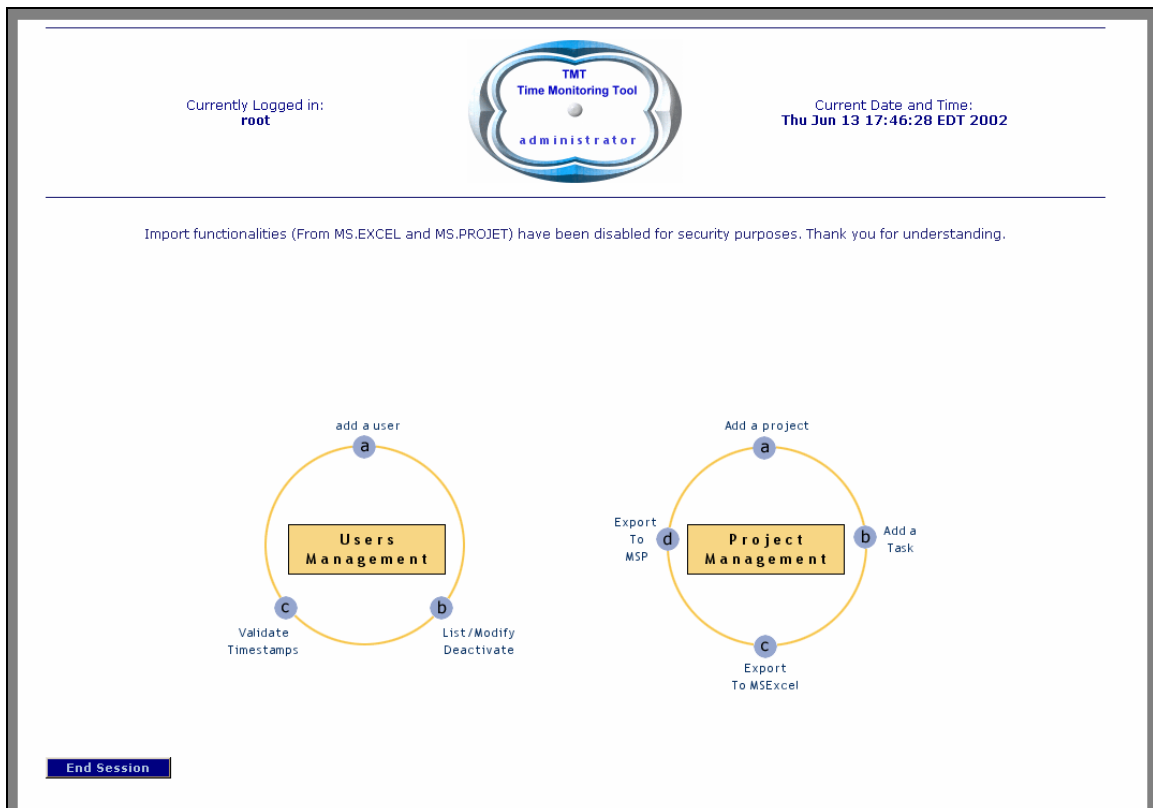 TMT
Time Monitoring Tool
administrator
Currently Logged in:
root
Current Date and Time:
Thu Jun 13 17:46:28 EDT 2002
Import functionalities (From MS.EXCEL and MS.PROJET) have been disabled for security purposes. Thank you for understanding.
add a user
a
Users
Management
c
b
Validate
Timestamps
List/Modify
Deactivate
Add a project
a
Export
To
MSP
d
Project
Management
b
Add a
Task
c
Export
To MSExcel
End Session